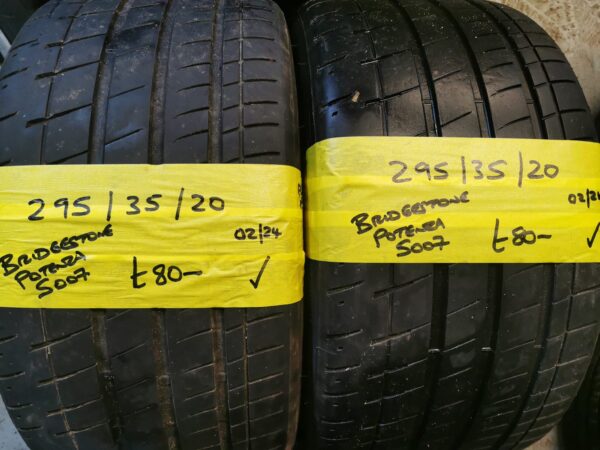 295/35/20
02/24
BRIDGESTONE
POTENZA
S007
£80-
✓
295/35/20
02/24
BRIDGESTONE
POTENZA
S007
£80-
✓